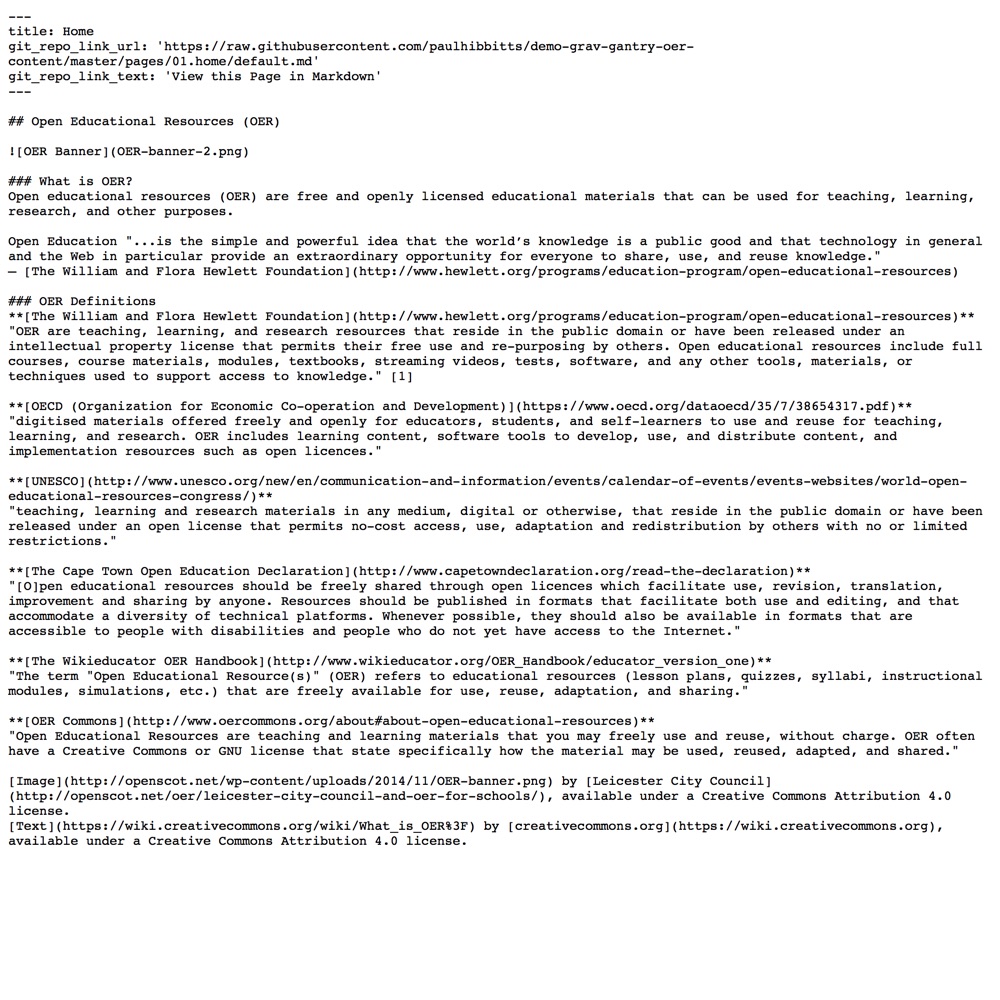 ---
title: Home
git_repo_link_url: 'https://raw.githubusercontent.com/paulhibbitts/demo-grav-gantry-oer-
content/master/pages/01.home/default.md'
git_repo_link_text: 'View this Page in Markdown'
---

## Open Educational Resources (OER)

![OER Banner](OER-banner-2.png)

### What is OER?
Open educational resources (OER) are free and openly licensed educational materials that can be used for teaching, learning,
research, and other purposes.

Open Education "...is the simple and powerful idea that the world’s knowledge is a public good and that technology in general
and the Web in particular provide an extraordinary opportunity for everyone to share, use, and reuse knowledge."
— [The William and Flora Hewlett Foundation](http://www.hewlett.org/programs/education-program/open-educational-resources)

### OER Definitions
**[The William and Flora Hewlett Foundation](http://www.hewlett.org/programs/education-program/open-educational-resources)**
"OER are teaching, learning, and research resources that reside in the public domain or have been released under an
intellectual property license that permits their free use and re-purposing by others. Open educational resources include full
courses, course materials, modules, textbooks, streaming videos, tests, software, and any other tools, materials, or
techniques used to support access to knowledge." [1]

**[OECD (Organization for Economic Co-operation and Development)](https://www.oecd.org/dataoecd/35/7/38654317.pdf)**
"digitised materials offered freely and openly for educators, students, and self-learners to use and reuse for teaching,
learning, and research. OER includes learning content, software tools to develop, use, and distribute content, and
implementation resources such as open licences."

**[UNESCO](http://www.unesco.org/new/en/communication-and-information/events/calendar-of-events/events-websites/world-open-
educational-resources-congress/)**
"teaching, learning and research materials in any medium, digital or otherwise, that reside in the public domain or have been
released under an open license that permits no-cost access, use, adaptation and redistribution by others with no or limited
restrictions."

**[The Cape Town Open Education Declaration](http://www.capetowndeclaration.org/read-the-declaration)**
"[O]pen educational resources should be freely shared through open licences which facilitate use, revision, translation,
improvement and sharing by anyone. Resources should be published in formats that facilitate both use and editing, and that
accommodate a diversity of technical platforms. Whenever possible, they should also be available in formats that are
accessible to people with disabilities and people who do not yet have access to the Internet."

**[The Wikieducator OER Handbook](http://www.wikieducator.org/OER_Handbook/educator_version_one)**
"The term "Open Educational Resource(s)" (OER) refers to educational resources (lesson plans, quizzes, syllabi, instructional
modules, simulations, etc.) that are freely available for use, reuse, adaptation, and sharing."

**[OER Commons](http://www.oercommons.org/about#about-open-educational-resources)**
"Open Educational Resources are teaching and learning materials that you may freely use and reuse, without charge. OER often
have a Creative Commons or GNU license that state specifically how the material may be used, reused, adapted, and shared."

[Image](http://openscot.net/wp-content/uploads/2014/11/OER-banner.png) by [Leicester City Council]
(http://openscot.net/oer/leicester-city-council-and-oer-for-schools/), available under a Creative Commons Attribution 4.0
license.
[Text](https://wiki.creativecommons.org/wiki/What_is_OER%3F) by [creativecommons.org](https://wiki.creativecommons.org),
available under a Creative Commons Attribution 4.0 license.